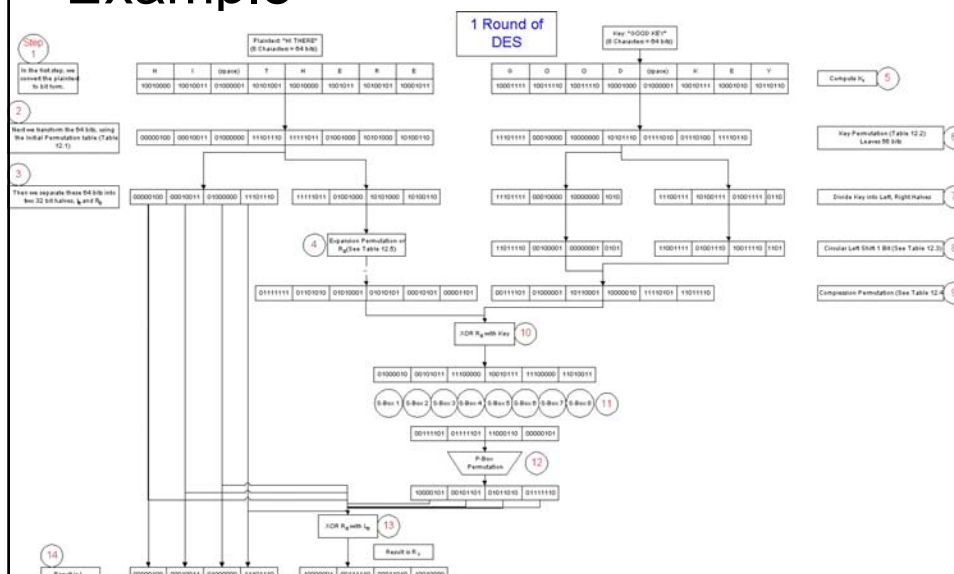 Example
1 Round of
DES
Step
1
Plaintext: "HI THERE"
(8 Characters = 64 bits)
Key: "GOOD KEY"
(8 Characters = 64 bits)
In the first step, we
convert the plaintext
to bit form.
H I (space) T H E R E
10010000 10010011 01000001 10101001 10010000 1001011 10100101 10001011
G O O D (space) K E Y
10001111 10011110 10011110 10001000 01000001 10010111 10001010 10110110
Compute K
5
2
Next we transform the 64 bits, using
the Initial Permutation table (Table
12.1)
00000100 00010011 01000000 11101110 11111011 01001000 10101000 10100110
11101111 00010000 10000000 10101110 01111010 01110100 11110110
Key Permutation (Table 12.2)
Leaves 56 bits
6
3
Then we separate these 64 bits into
two 32 bit halves, L and R
00000100 00010011 01000000 11101110
11111011 01001000 10101000 10100110
11101111 00010000 10000000 1010
11100111 10100111 01001111 0110
Divide Key into Left, Right Halves
7
4
Expansion Permutation on
R (See Table 12.5)
11011110 00100001 00000001 0101
11001111 01001110 10011110 1101
Circular Left Shift 1 Bit (See Table 12.3)
8
01111111 01101010 01010001 01010101 00010101 00001101
00111101 01000001 10110001 10000010 11110101 11011110
Compression Permutation (See Table 12.4
9
XOR R with Key
10
01000010 00101011 11100000 10010111 11100000 11010011
S-Box 1 S-Box 2 S-Box 3 S-Box 4 S-Box 5 S-Box 6 S-Box 7 S-Box 8
11
00111101 01111101 11000110 00000101
P-Box
Permutation
12
10000101 00101101 01011010 01111110
XOR R with L
13
Result is R
14
Result is L
00000100 00010011 01000000 11101110